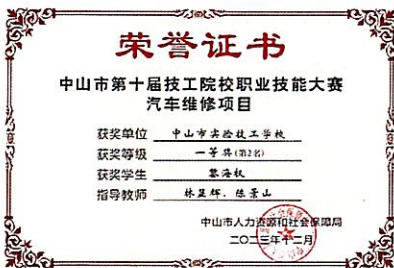 荣誉证书
中山市第十届技工院校职业技能大赛
汽车维修项目
获奖单位 中山市实验技工学校
获奖等级 一等奖(第2名)
获奖学生 黎海权
指导教师 林显辉、陈景山
中山市人力资源和社会保障局
二〇二三年十二月